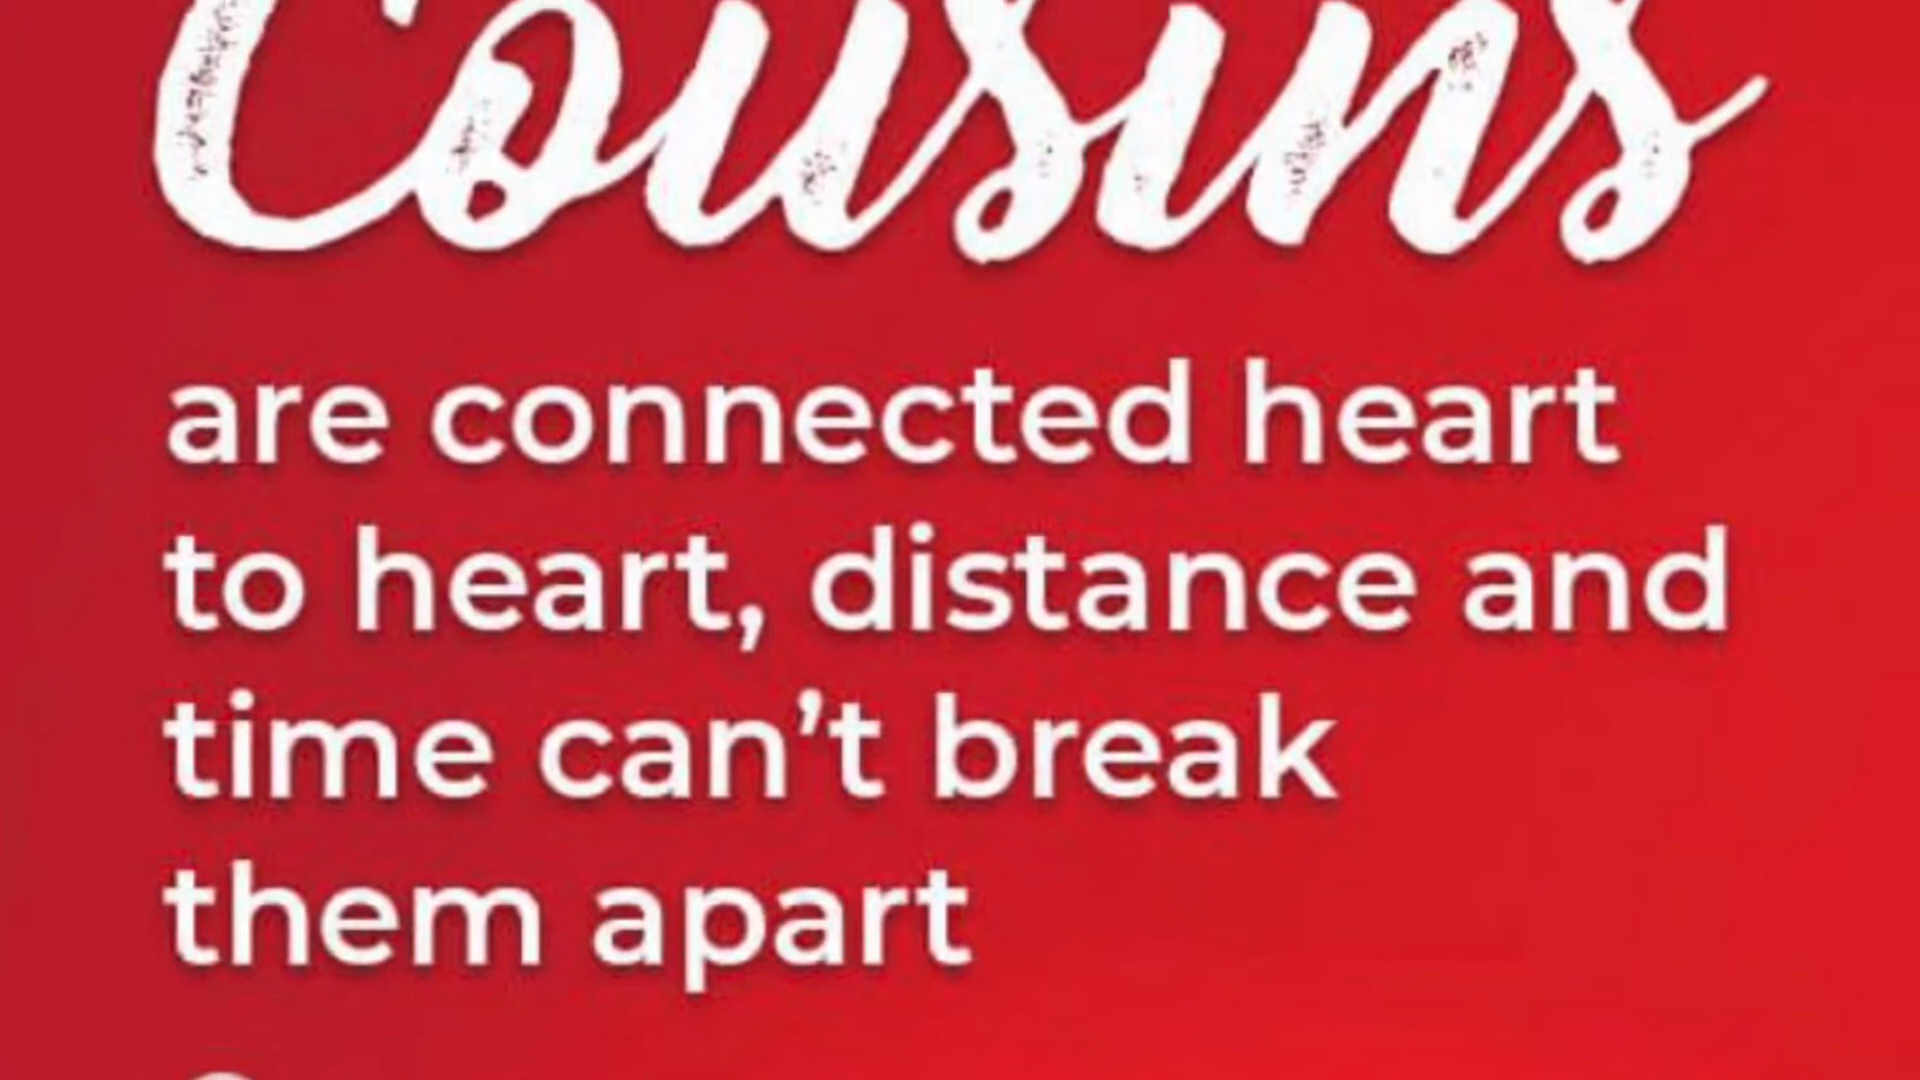 Cousins
are connected heart
to heart, distance and
time can’t break
them apart